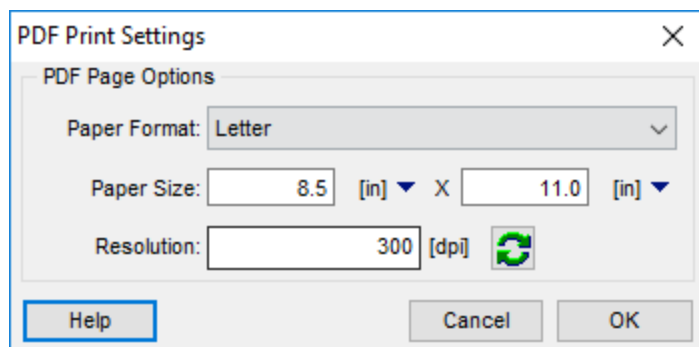 PDF Print Settings
PDF Page Options
Paper Format: Letter
Paper Size: 8.5 [in] X 11.0 [in]
Resolution: 300 [dpi]
Help Cancel OK